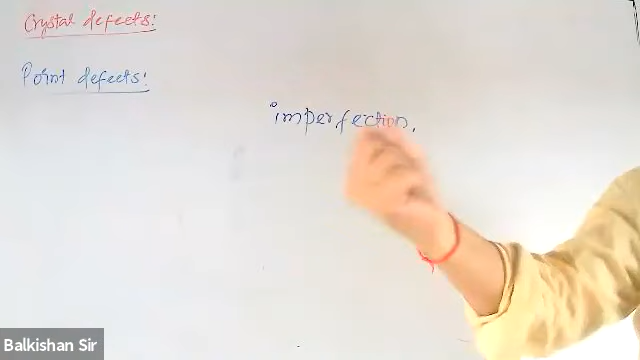 Crystal defects:
Point defects:
imperfection.
Balkishan Sir